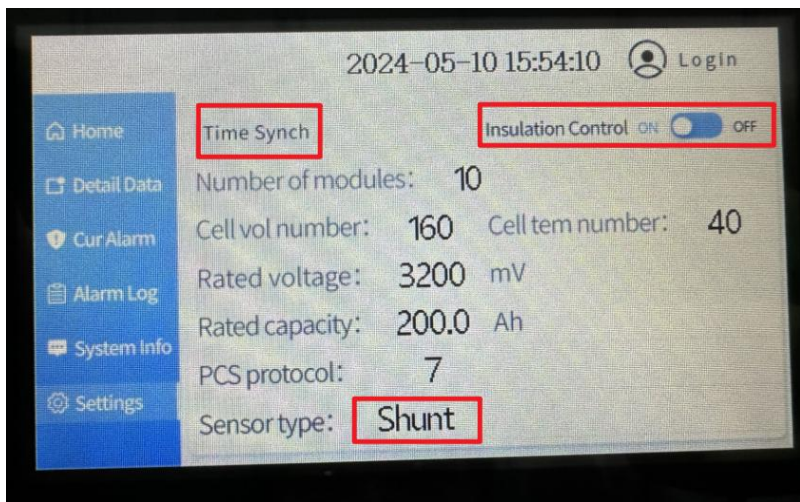 2024-05-10 15:54:10 Login
Home
Detail Data
Cur Alarm
Alarm Log
System Info
Settings
Time Synch
Insulation Control ON OFF
Number of modules: 10
Cell vol number: 160 Cell tem number: 40
Rated voltage: 3200 mV
Rated capacity: 200.0 Ah
PCS protocol: 7
Sensor type: Shunt